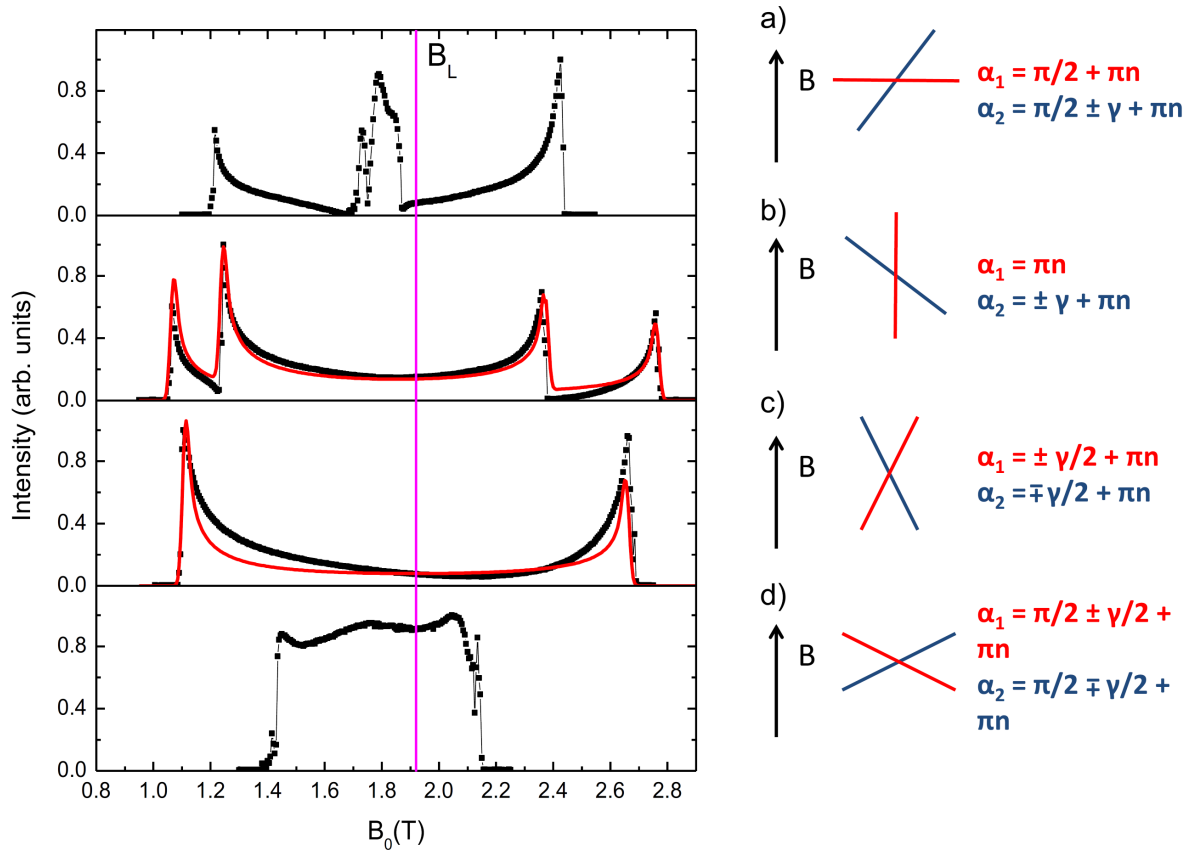 B_L
0.8
0.4
0.0
0.8
0.4
0.0
0.8
0.4
0.0
0.8
0.4
0.0
0.8 1.0 1.2 1.4 1.6 1.8 2.0 2.2 2.4 2.6 2.8
B₀(T)
Intensity (arb. units)
a)
B
α₁ = π/2 + πn
α₂ = π/2 ± γ + πn
b)
B
α₁ = πn
α₂ = ± γ + πn
c)
B
α₁ = ± γ/2 + πn
α₂ = ∓ γ/2 + πn
d)
B
α₁ = π/2 ± γ/2 +
πn
α₂ = π/2 ∓ γ/2 +
πn